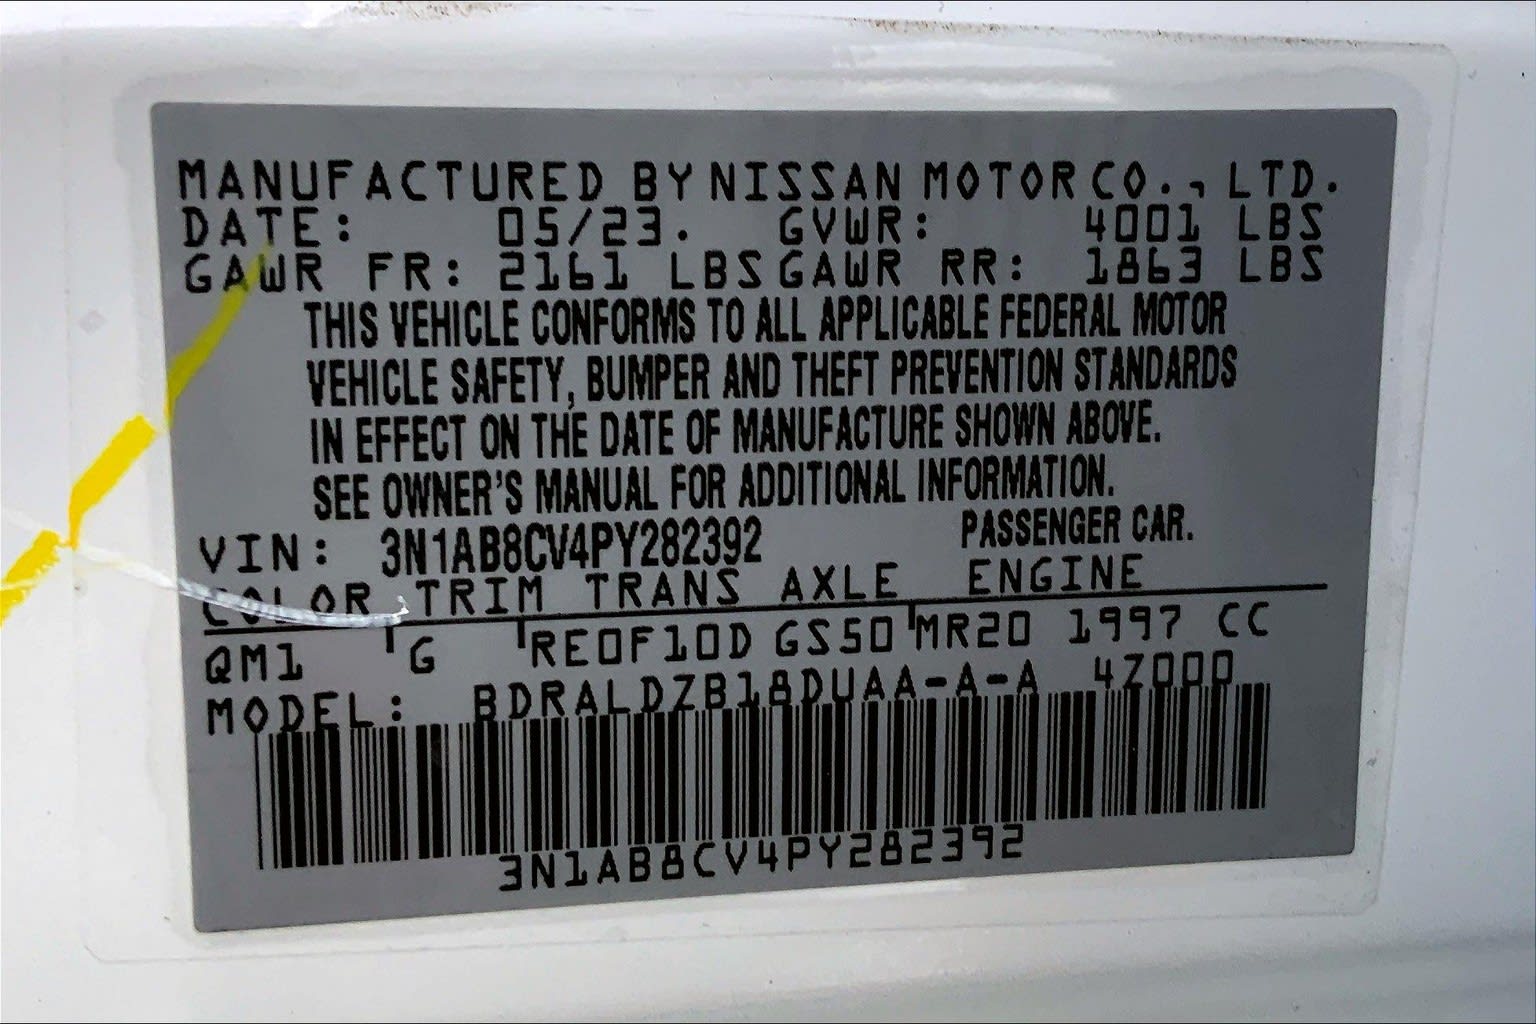 MANUFACTURED BY NISSAN MOTOR CO., LTD.
DATE: 05/23. GVWR: 4001 LBS
GAWR FR: 2161 LBS GAWR RR: 1863 LBS
THIS VEHICLE CONFORMS TO ALL APPLICABLE FEDERAL MOTOR
VEHICLE SAFETY, BUMPER AND THEFT PREVENTION STANDARDS
IN EFFECT ON THE DATE OF MANUFACTURE SHOWN ABOVE.
SEE OWNER'S MANUAL FOR ADDITIONAL INFORMATION.
VIN: 3N1AB8CV4PY282392 PASSENGER CAR.
COLOR TRIM TRANS AXLE ENGINE
QM1 G RE0F10D GS50 MR20 1997 CC
MODEL: BDRALDZB18DUAA-A-A 4Z000
3N1AB8CV4PY282392